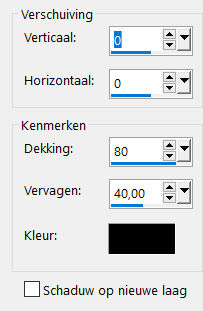 Verschuiving
Verticaal: 0
Horizontaal: 0
Kenmerken
Dekking: 80
Vervagen: 40,00
Kleur:
Schaduw op nieuwe laag